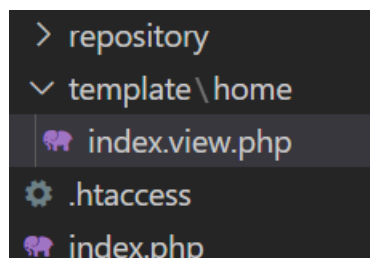 repository
template\home
index.view.php
.htaccess
index.php